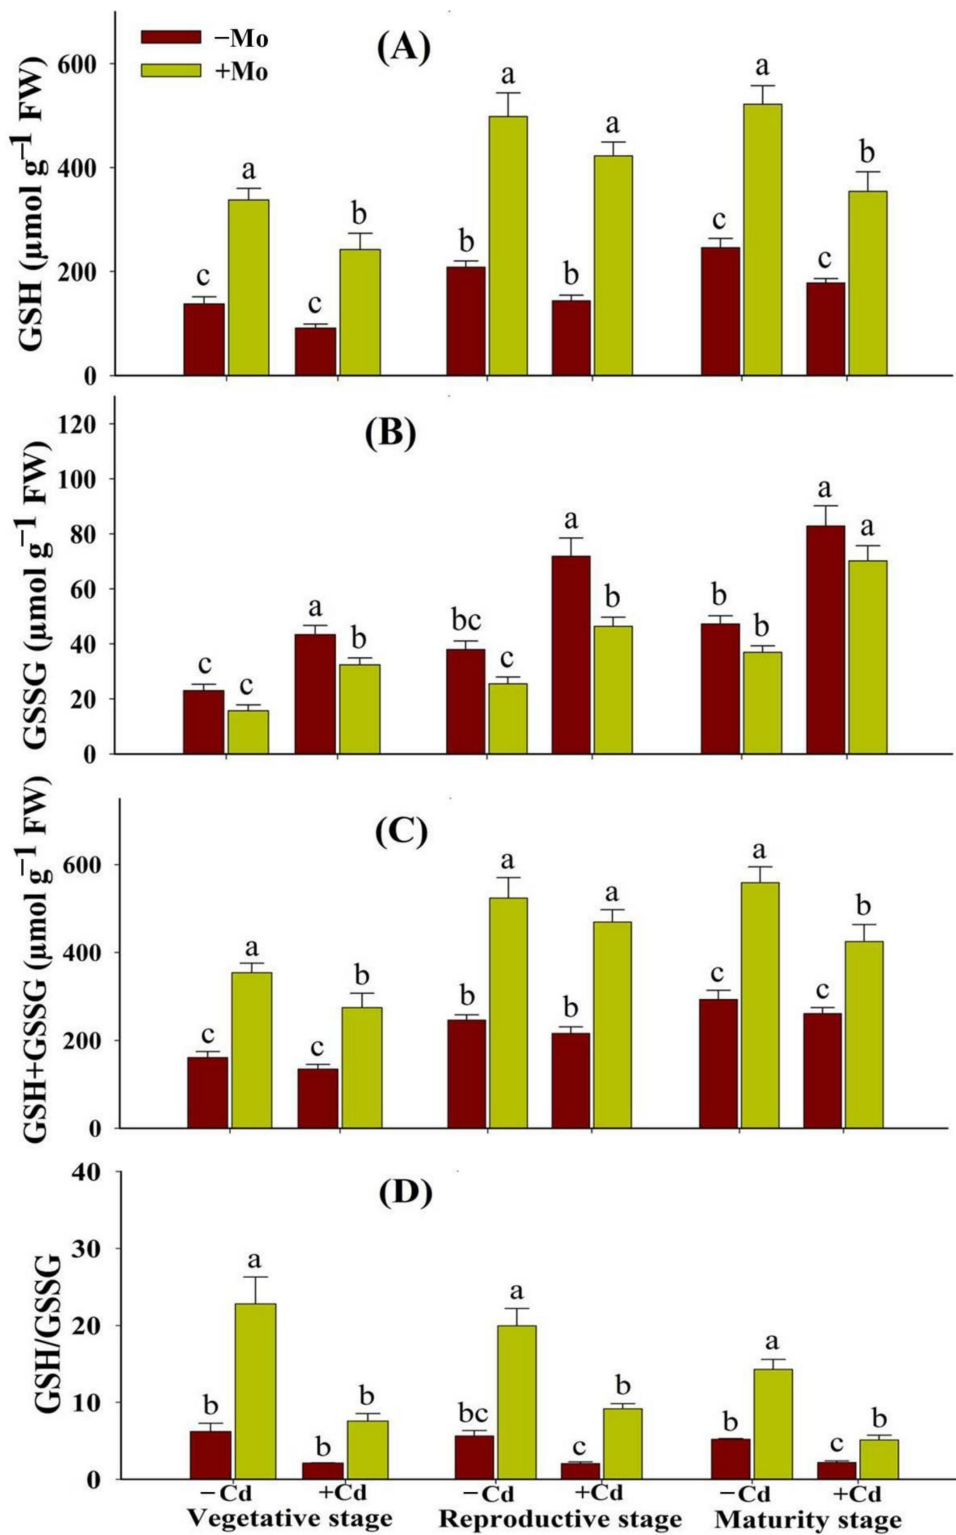 −Mo
+Mo
(A)
GSH (µmol g−1 FW)
600
400
200
0
c
a
c
b
b
a
b
a
c
a
c
b
(B)
GSSG (µmol g−1 FW)
120
100
80
60
40
20
0
c
c
a
b
bc
c
a
b
b
b
a
a
(C)
GSH+GSSG (µmol g−1 FW)
600
400
200
0
c
a
c
b
b
a
b
a
c
a
c
b
(D)
GSH/GSSG
40
30
20
10
0
b
a
b
b
bc
a
c
b
b
a
c
b
−Cd +Cd −Cd +Cd −Cd +Cd
Vegetative stage Reproductive stage Maturity stage